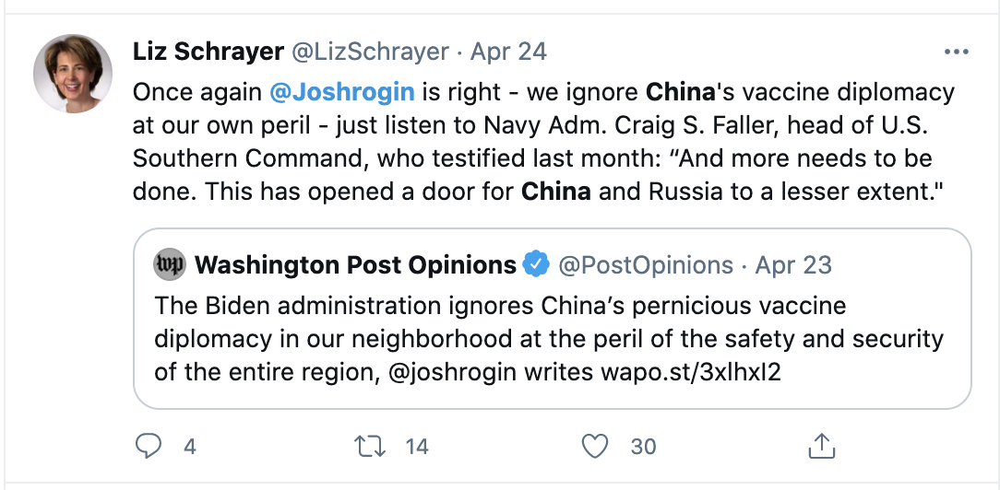 Liz Schrayer @LizSchrayer · Apr 24
Once again @Joshrogin is right - we ignore China's vaccine diplomacy
at our own peril - just listen to Navy Adm. Craig S. Faller, head of U.S.
Southern Command, who testified last month: “And more needs to be
done. This has opened a door for China and Russia to a lesser extent."
wp Washington Post Opinions @PostOpinions · Apr 23
The Biden administration ignores China’s pernicious vaccine
diplomacy in our neighborhood at the peril of the safety and security
of the entire region, @joshrogin writes wapo.st/3xlhxI2
4 14 30